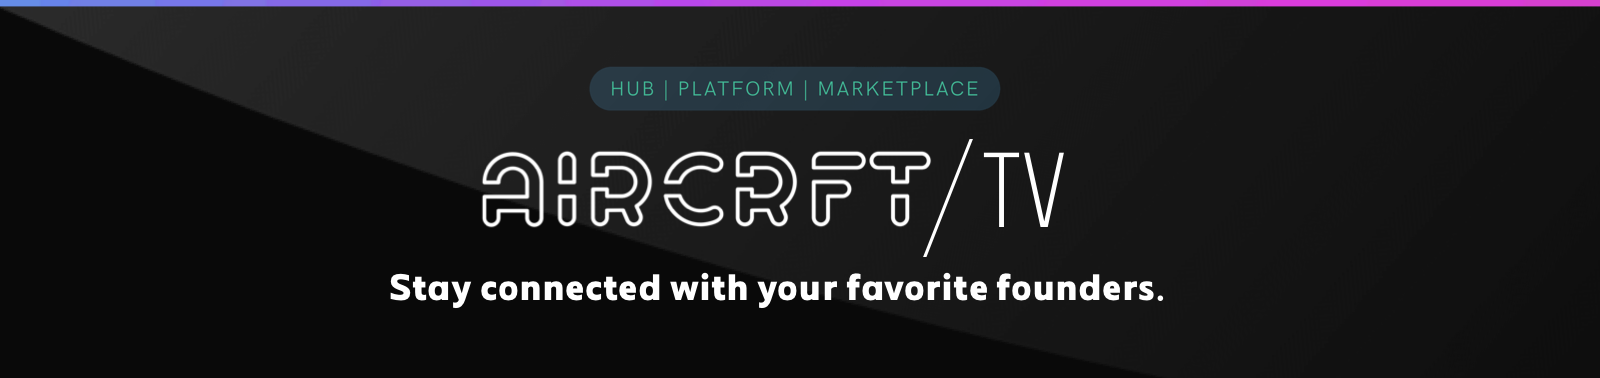 HUB | PLATFORM | MARKETPLACE
AIRCRFT/TV
Stay connected with your favorite founders.